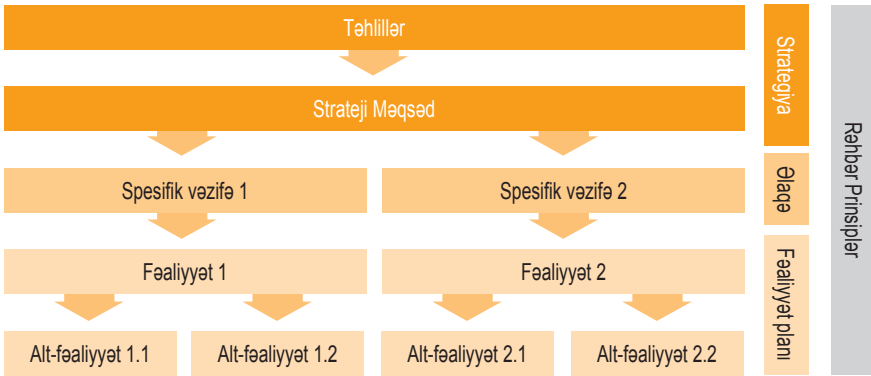 Təhlillər
Strateji Məqsəd
Spesifik vəzifə 1
Spesifik vəzifə 2
Fəaliyyət 1
Fəaliyyət 2
Alt-fəaliyyət 1.1
Alt-fəaliyyət 1.2
Alt-fəaliyyət 2.1
Alt-fəaliyyət 2.2
Strategiya
Əlaqə
Fəaliyyət planı
Rəhbər Prinsiplər